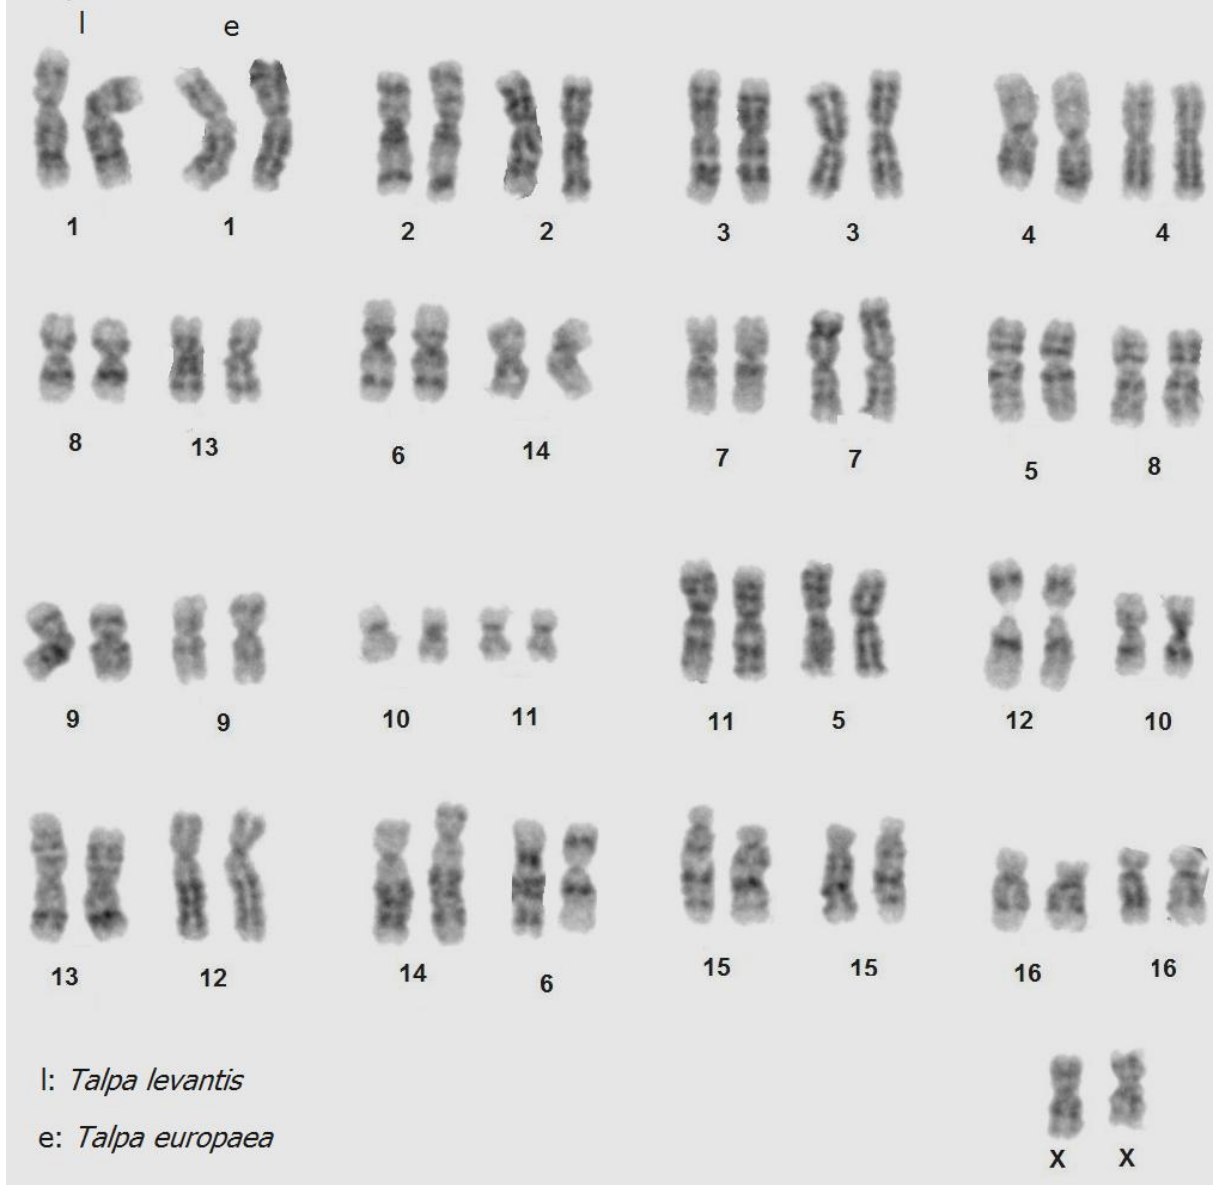 l e
1 1 2 2 3 3 4 4
8 13 6 14 7 7 5 8
9 9 10 11 11 5 12 10
13 12 14 6 15 15 16 16
l: Talpa levantis
e: Talpa europaea
X X